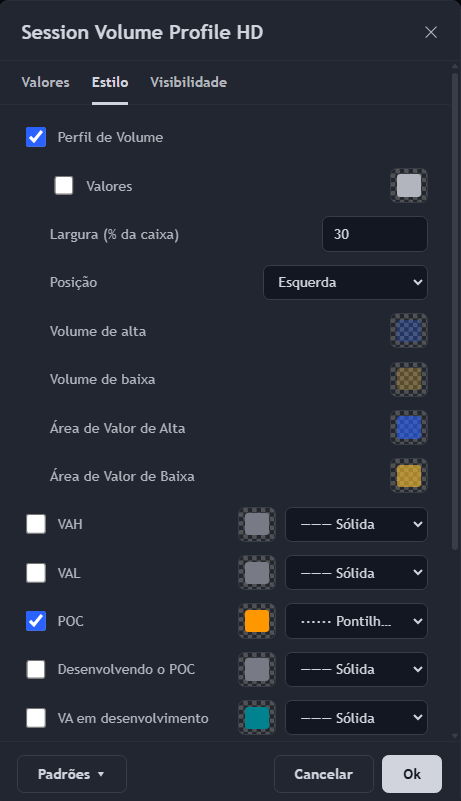 Session Volume Profile HD
Valores Estilo Visibilidade
Perfil de Volume
Valores
Largura (% da caixa) 30
Posição Esquerda
Volume de alta
Volume de baixa
Área de Valor de Alta
Área de Valor de Baixa
VAH ——— Sólida
VAL ——— Sólida
POC ······ Pontilh...
Desenvolvendo o POC ——— Sólida
VA em desenvolvimento ——— Sólida
Padrões Cancelar Ok